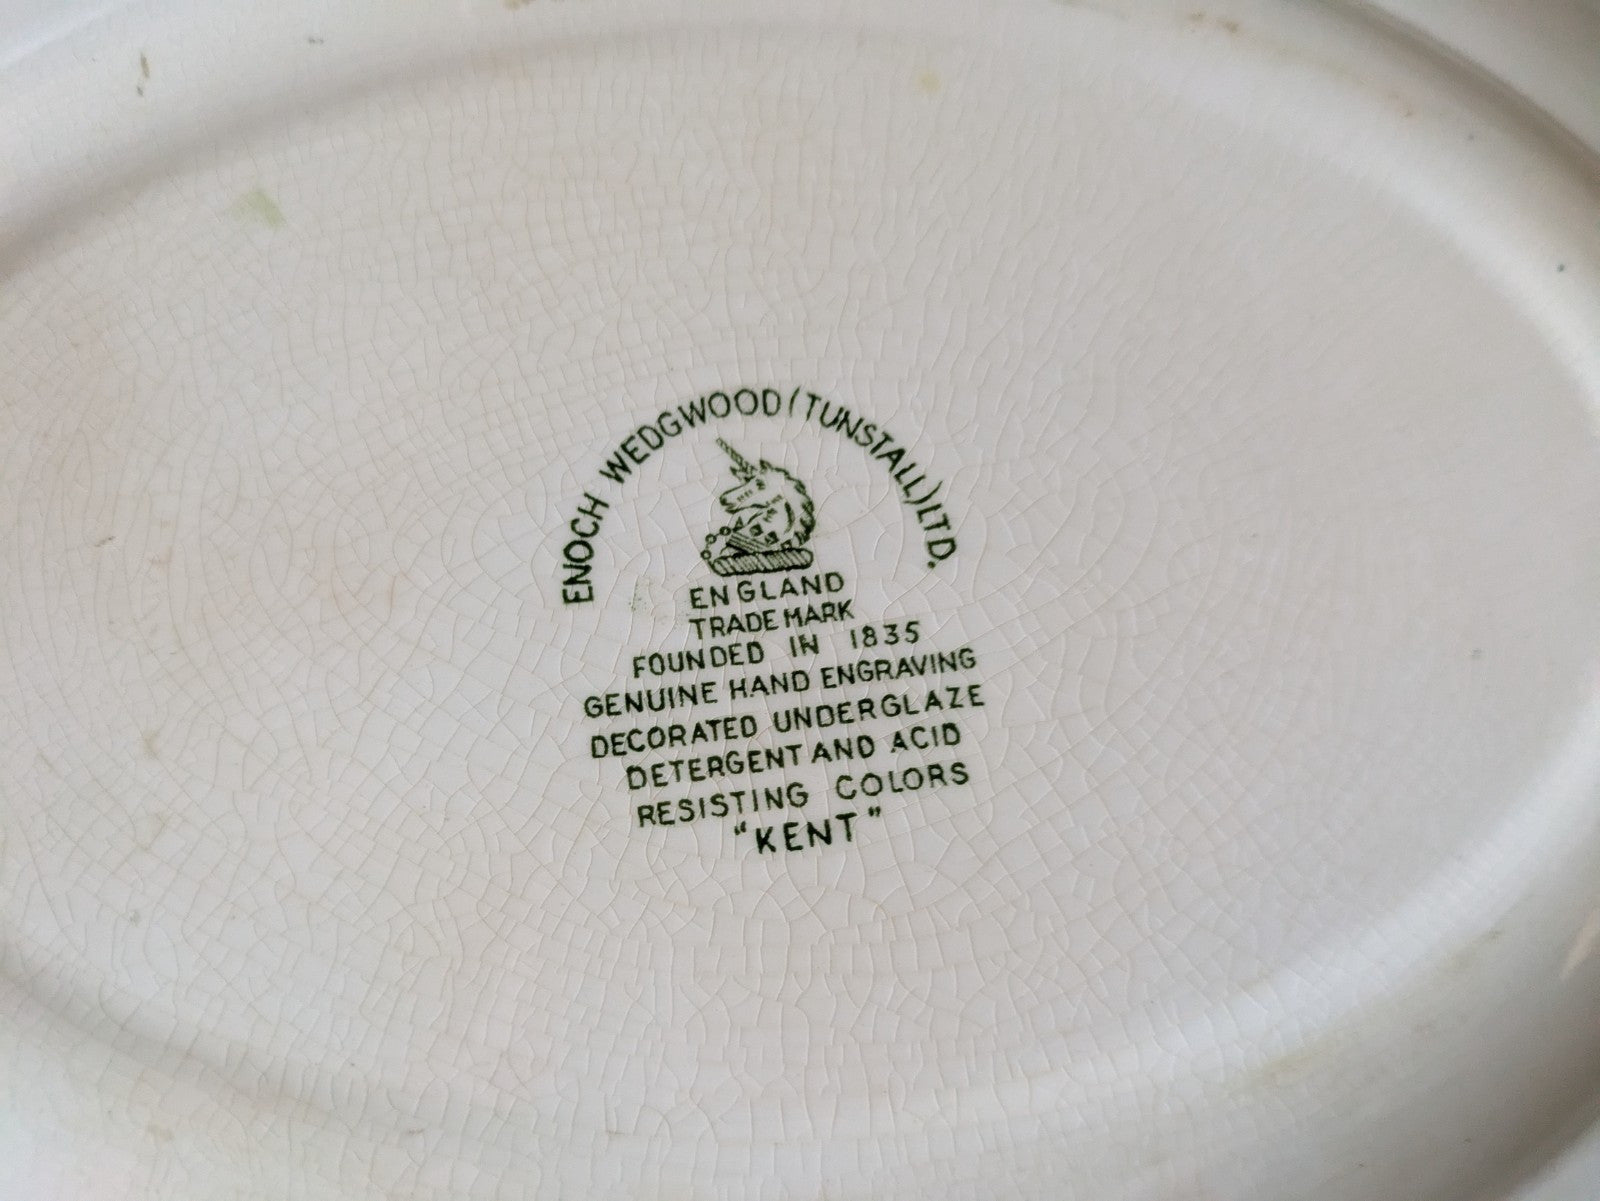 ENOCH WEDGWOOD (TUNSTALL) LTD.
ENGLAND
TRADE MARK
FOUNDED IN 1835
GENUINE HAND ENGRAVING
DECORATED UNDERGLAZE
DETERGENT AND ACID
RESISTING COLORS
"KENT"